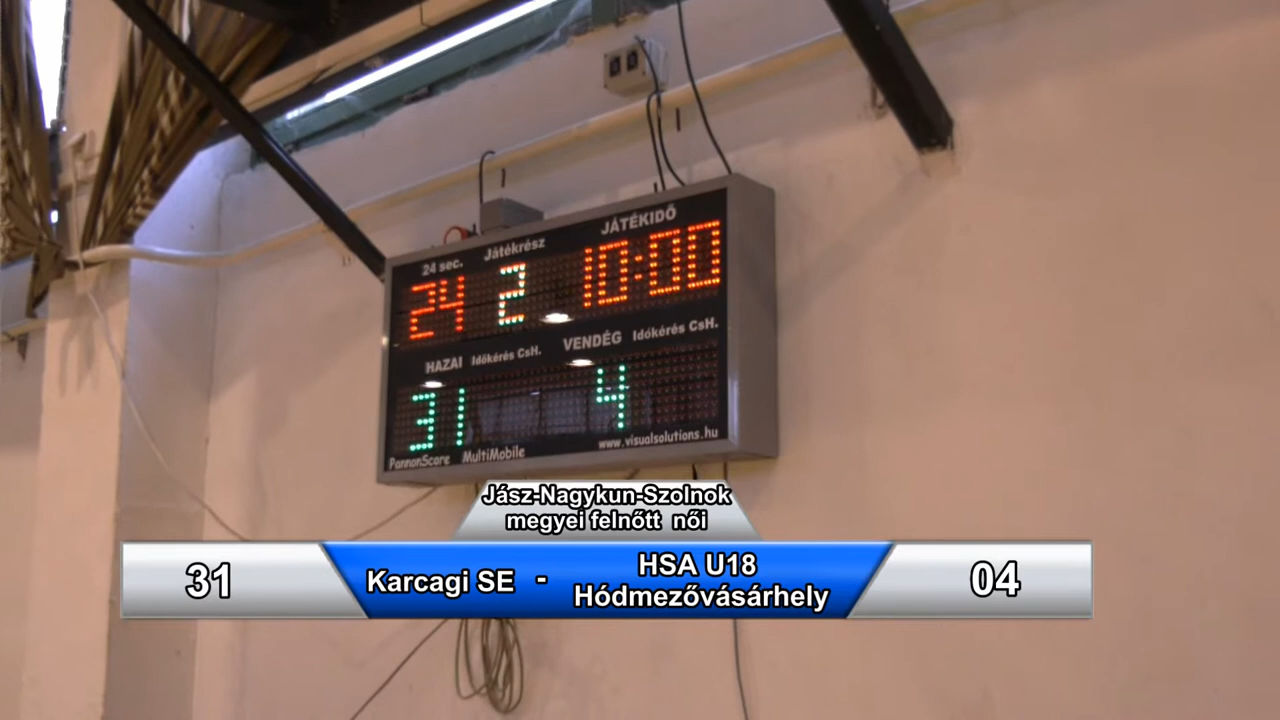 24 sec. Játékrész JÁTÉKIDŐ
24 2 10:00
HAZAI Időkérés CsH. VENDÉG Időkérés CsH.
31 4
PannonScore MultiMobile www.visualsolutions.hu
Jász-Nagykun-Szolnok
megyei felnőtt női
31 Karcagi SE - HSA U18 04
Hódmezővásárhely